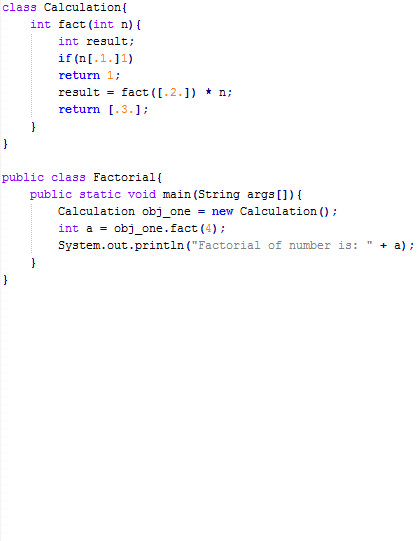 class Calculation{
int fact(int n){
int result;
if(n[.1.]1)
return 1;
result = fact([.2.]) * n;
return [.3.];
}
}
public class Factorial{
public static void main(String args[]){
Calculation obj_one = new Calculation();
int a = obj_one.fact(4);
System.out.println("Factorial of number is: " + a);
}
}